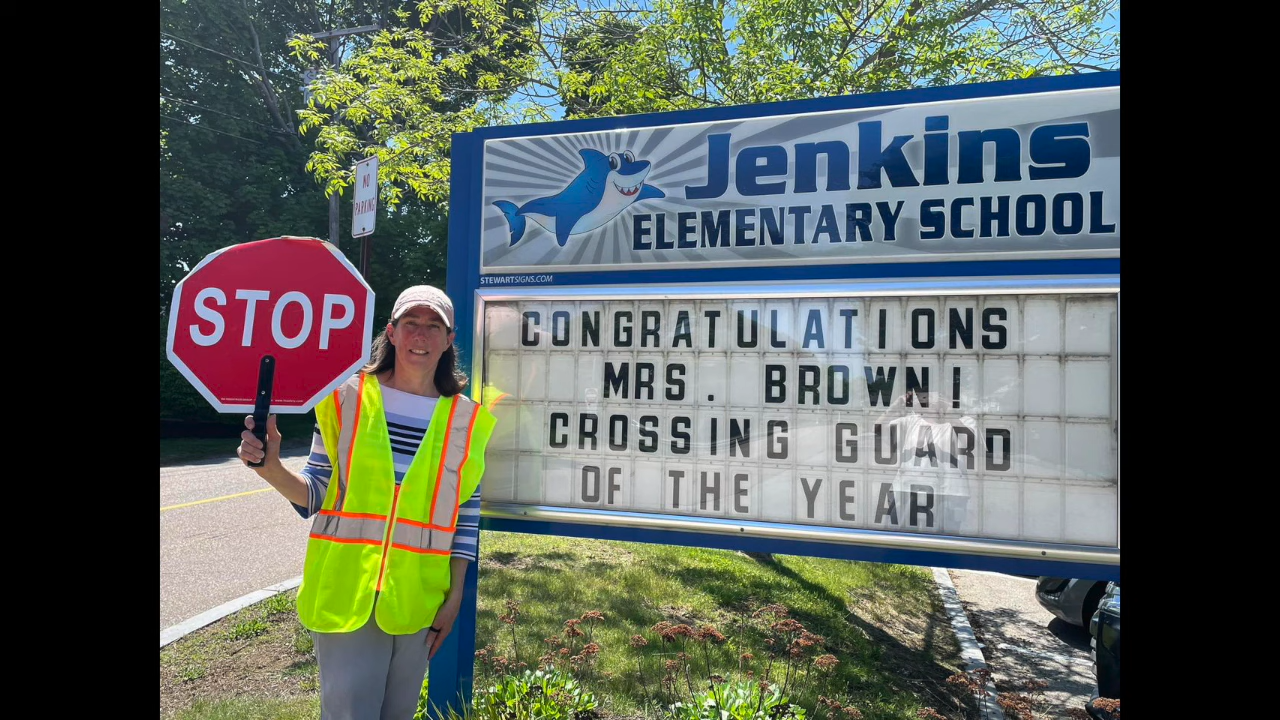 NO
PARKING
STOP
Jenkins
ELEMENTARY SCHOOL
STEWARTSIGNS.COM
CONGRATULATIONS
MRS. BROWN!
CROSSING GUARD
OF THE YEAR